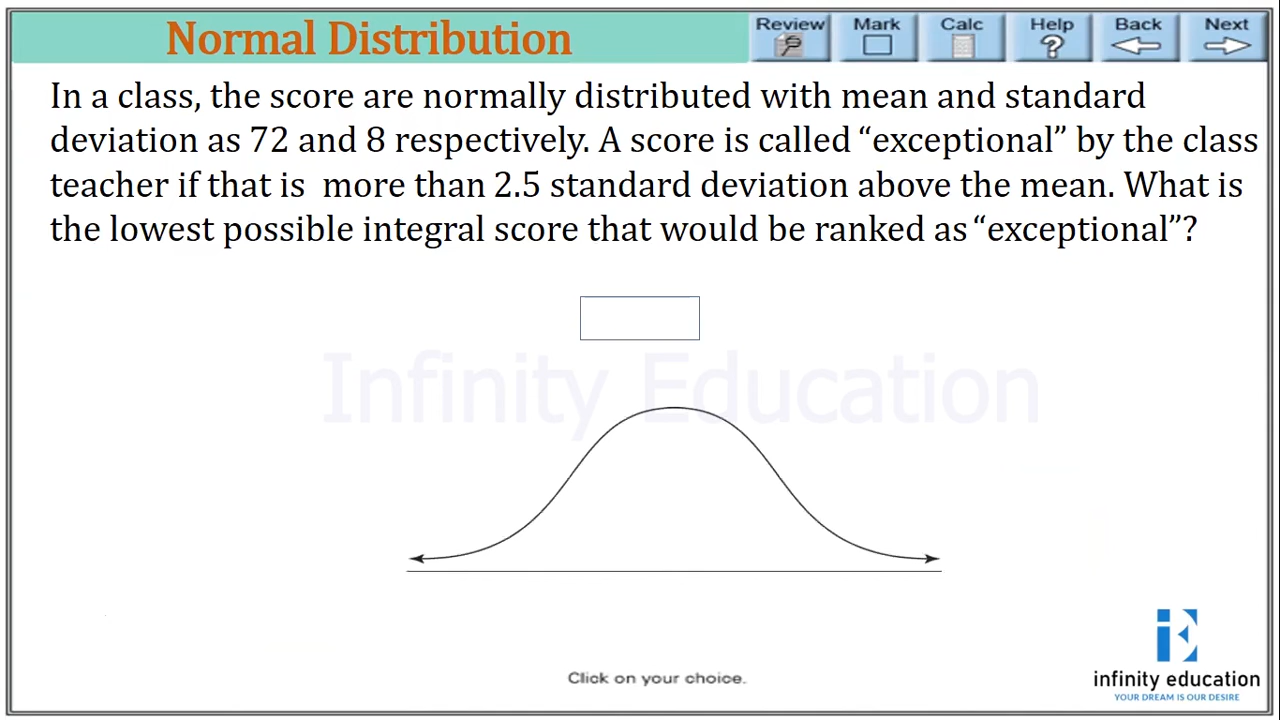 Normal Distribution
Review Mark Calc Help Back Next
In a class, the score are normally distributed with mean and standard
deviation as 72 and 8 respectively. A score is called “exceptional” by the class
teacher if that is  more than 2.5 standard deviation above the mean. What is
the lowest possible integral score that would be ranked as “exceptional”?
Infinity Education
Click on your choice.
iE
infinity education
YOUR DREAM IS OUR DESIRE